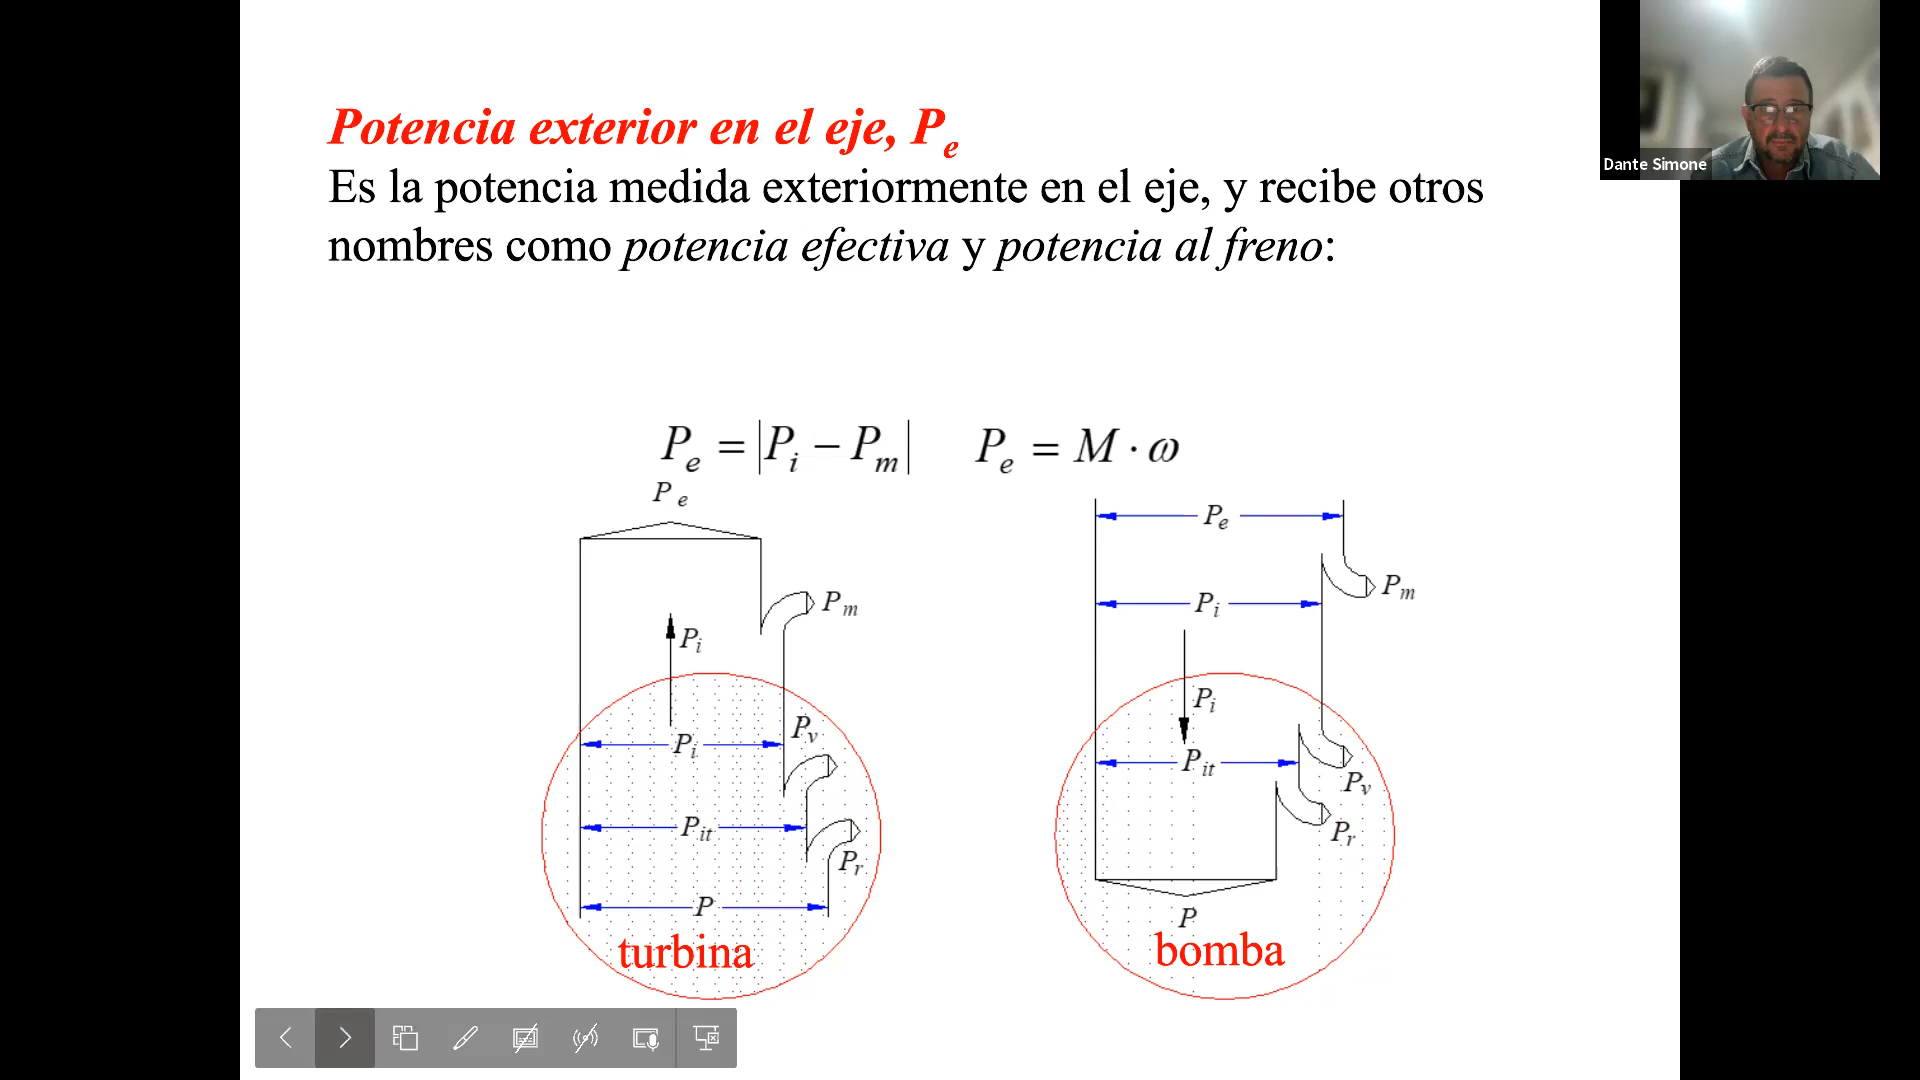 Potencia exterior en el eje, Pe
Es la potencia medida exteriormente en el eje, y recibe otros
nombres como potencia efectiva y potencia al freno:
Dante Simone
Pe = |Pi − Pm|
Pe = M · ω
Pe
Pm
Pi
Pv
Pi
Pit
Pr
P
turbina
Pe
Pm
Pi
Pi
Pit
Pv
Pr
P
bomba